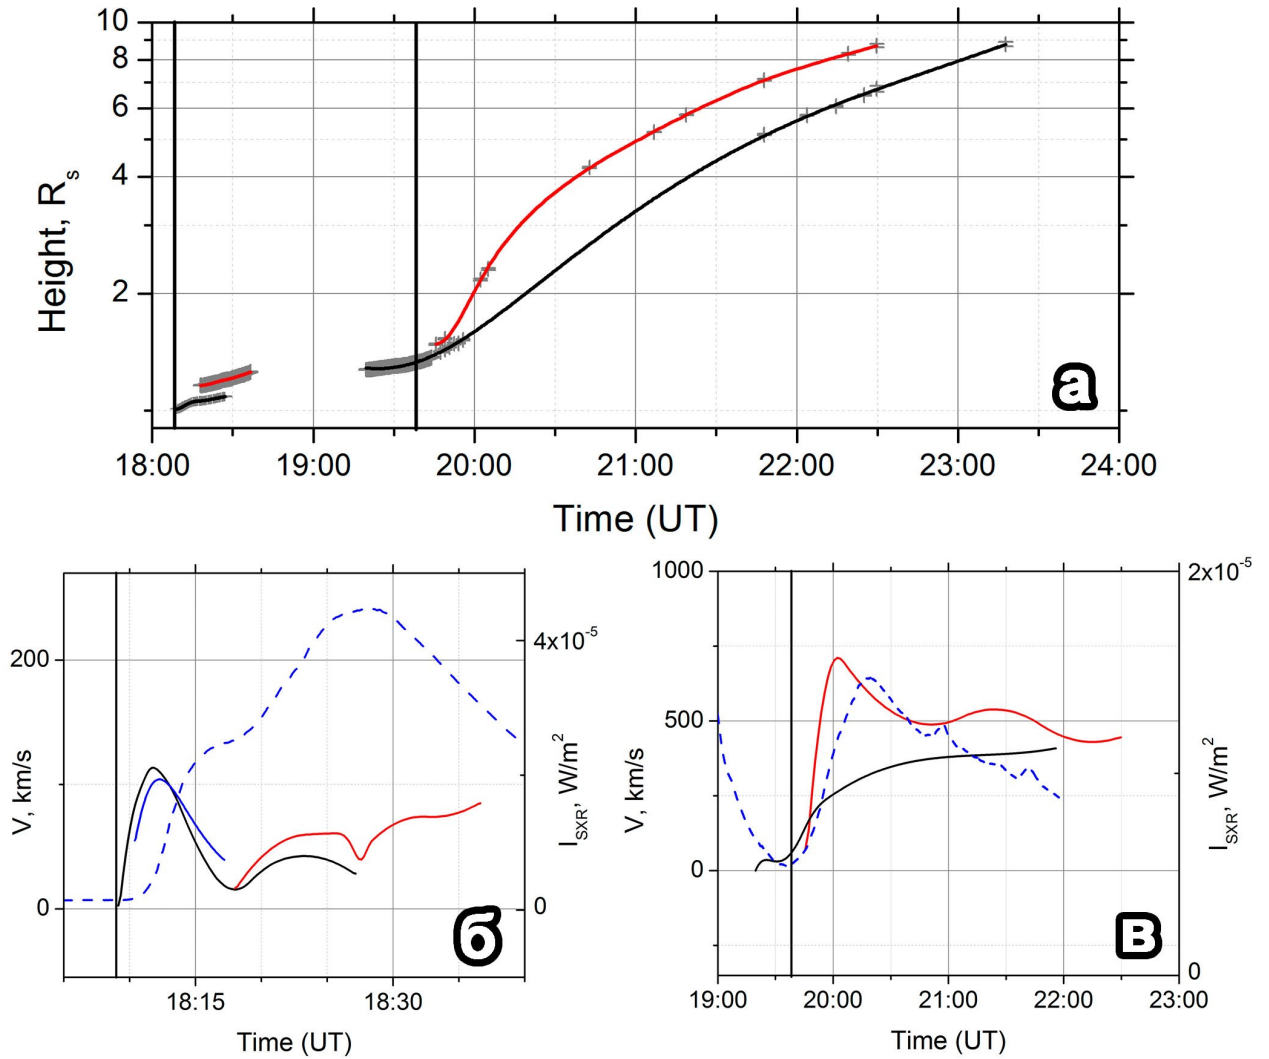 10
8
6
4
2
Height, Rs
18:00 19:00 20:00 21:00 22:00 23:00 24:00
Time (UT)
а
200
0
V, km/s
4x10-5
0
ISXR, W/m2
18:15 18:30
Time (UT)
б
1000
500
0
V, km/s
2x10-5
0
ISXR, W/m2
19:00 20:00 21:00 22:00 23:00
Time (UT)
в